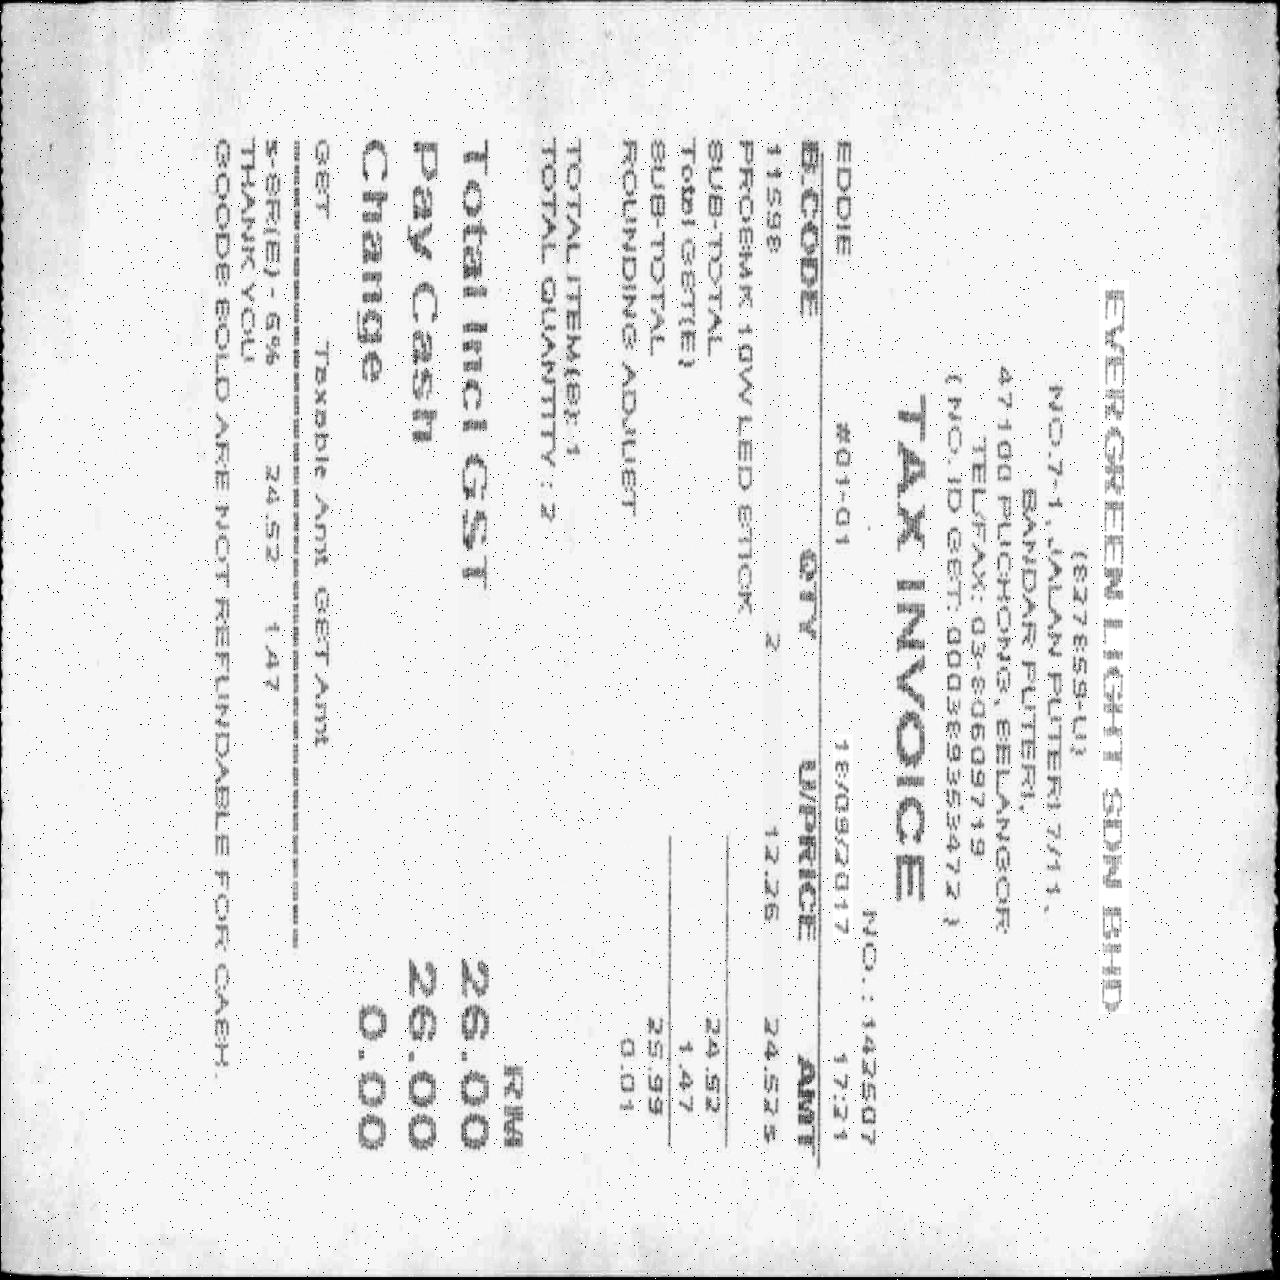 EVERGREEN LIGHT SDN BHD
(827859-U)
NO.7-1, JALAN PUTERI 7/11,
BANDAR PUTERI,
47100 PUCHONG, SELANGOR
TEL/FAX: 03-80609719
( NO. ID GST: 000389353472 )
TAX INVOICE
NO. : 142507
EDDIE #01-01 18/09/2017 17:21
B.CODE QTY U/PRICE AMT
11598 2 12.26 24.52 S
PROEMK 10W LED STICK
SUB-TOTAL 24.52
Total GST(E) 1.47
SUB-TOTAL 25.99
ROUNDING ADJUST 0.01
TOTAL ITEM(S): 1
TOTAL QUANTITY : 2
RM
Total Incl GST 26.00
Pay Cash 26.00
Change 0.00
GST Taxable Amt GST Amt
S-SR(E) - 6% 24.52 1.47
THANK YOU
GOODS SOLD ARE NOT REFUNDABLE FOR CASH.